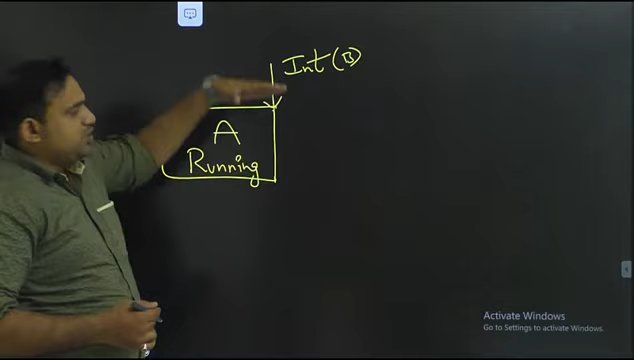 Int (B)
A
Running
Activate Windows
Go to Settings to activate Windows.